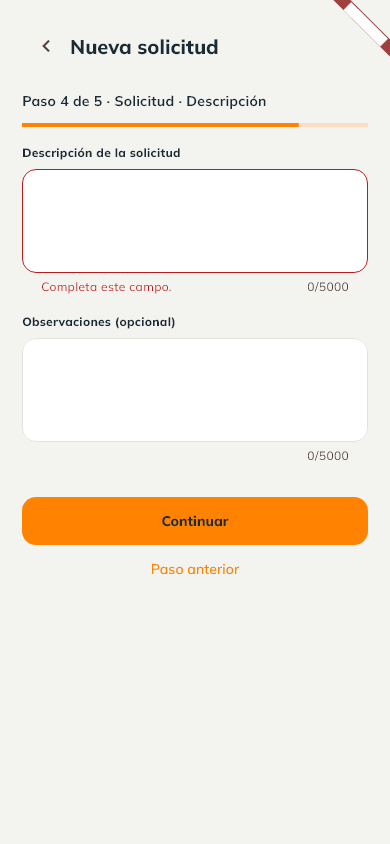 Nueva solicitud
Paso 4 de 5 · Solicitud · Descripción
Descripción de la solicitud
Completa este campo.
0/5000
Observaciones (opcional)
0/5000
Continuar
Paso anterior